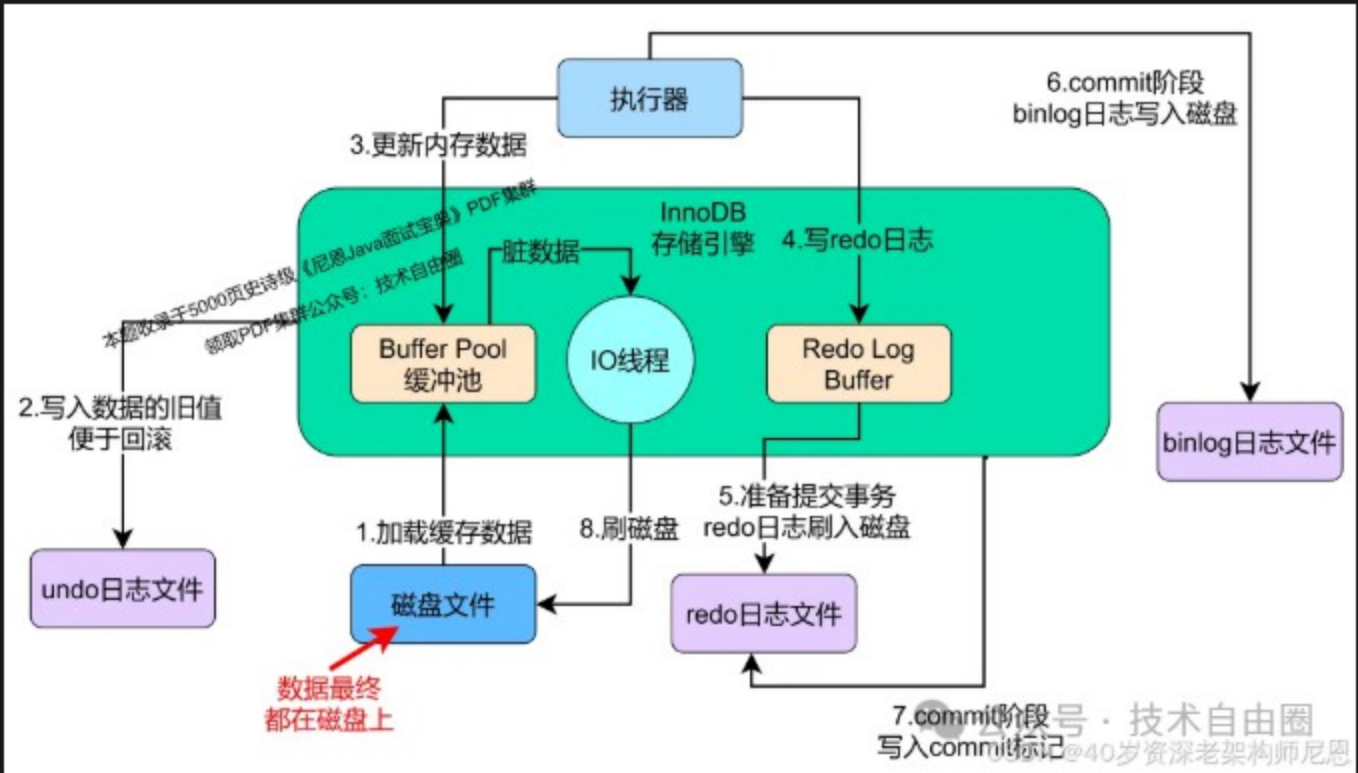 执行器
6.commit阶段
binlog日志写入磁盘
3.更新内存数据
本题收录于5000页史诗级《尼恩Java面试宝典》PDF集群
领取PDF集群公众号：技术自由圈
InnoDB
存储引擎
4.写redo日志
脏数据
Buffer Pool
缓冲池
IO线程
Redo Log
Buffer
2.写入数据的旧值
便于回滚
binlog日志文件
1.加载缓存数据
8.刷磁盘
5.准备提交事务
redo日志刷入磁盘
undo日志文件
磁盘文件
redo日志文件
数据最终
都在磁盘上
7.commit阶段
写入commit标记
公众号 · 技术自由圈
CSDN @40岁资深老架构师尼恩